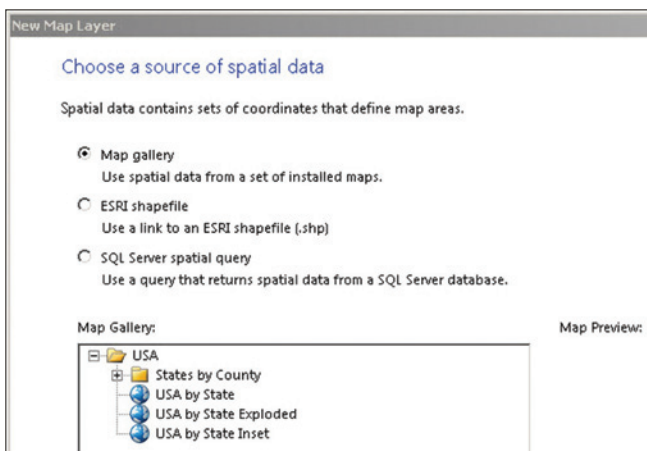 New Map Layer
Choose a source of spatial data
Spatial data contains sets of coordinates that define map areas.
Map gallery
Use spatial data from a set of installed maps.
ESRI shapefile
Use a link to an ESRI shapefile (.shp)
SQL Server spatial query
Use a query that returns spatial data from a SQL Server database.
Map Gallery:
Map Preview:
USA
States by County
USA by State
USA by State Exploded
USA by State Inset